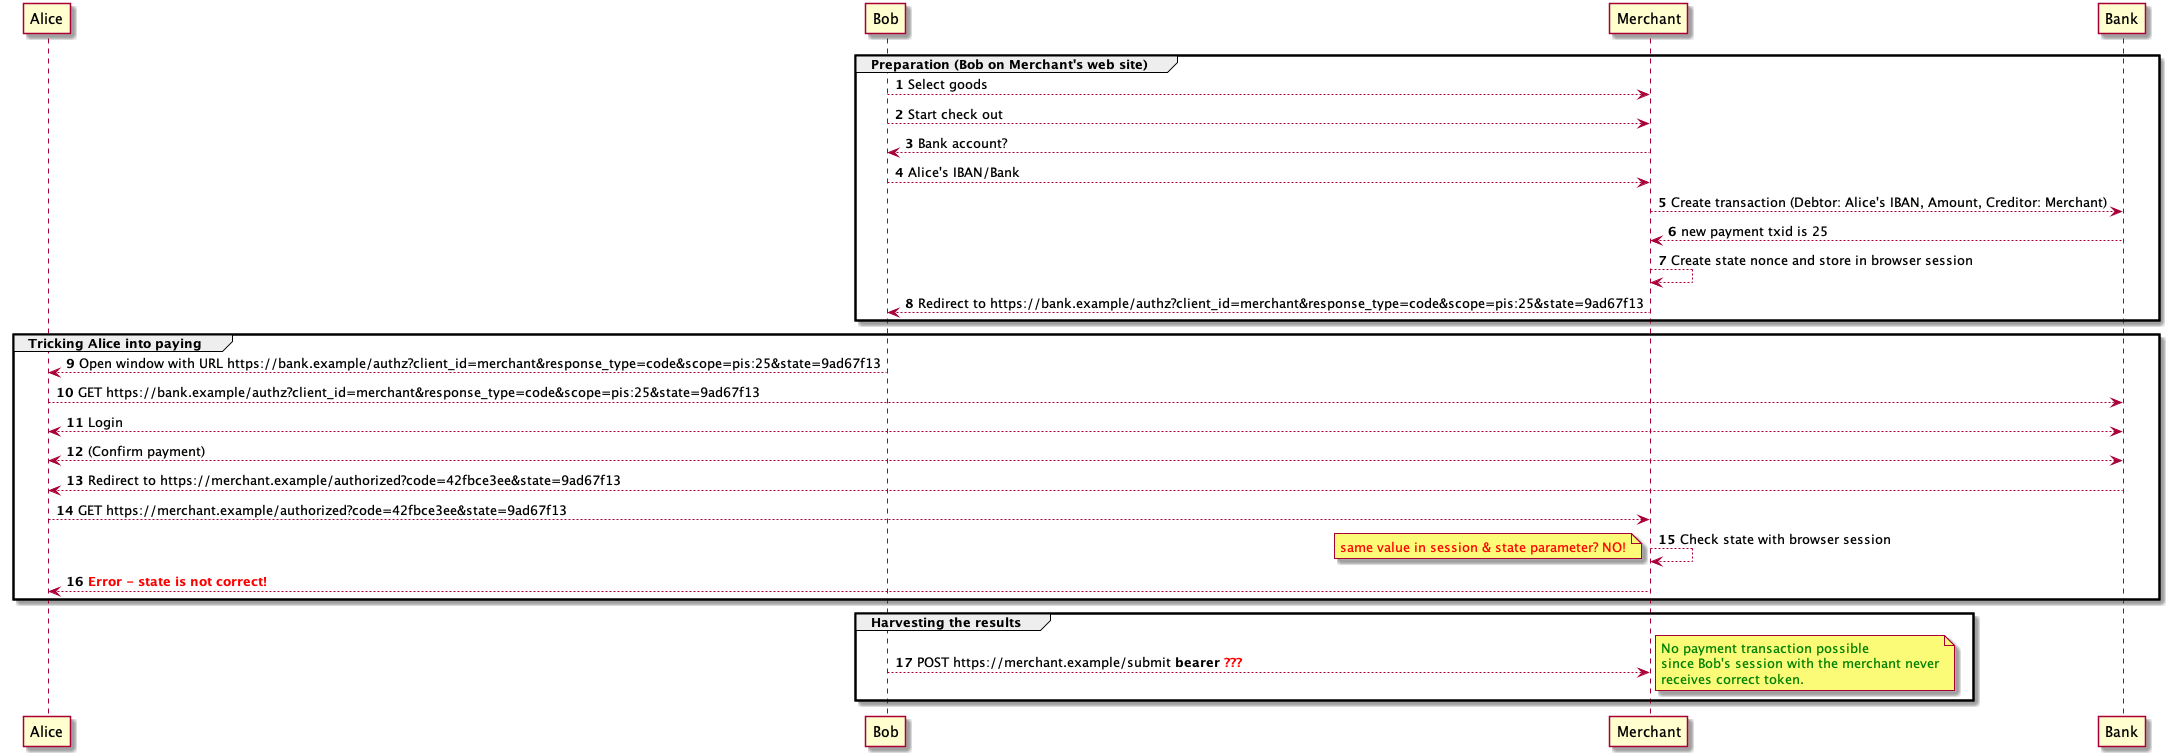 Alice Bob Merchant Bank
Preparation (Bob on Merchant's web site)
1 Select goods
2 Start check out
3 Bank account?
4 Alice's IBAN/Bank
5 Create transaction (Debtor: Alice's IBAN, Amount, Creditor: Merchant)
6 new payment txid is 25
7 Create state nonce and store in browser session
8 Redirect to https://bank.example/authz?client_id=merchant&response_type=code&scope=pis:25&state=9ad67f13
Tricking Alice into paying
9 Open window with URL https://bank.example/authz?client_id=merchant&response_type=code&scope=pis:25&state=9ad67f13
10 GET https://bank.example/authz?client_id=merchant&response_type=code&scope=pis:25&state=9ad67f13
11 Login
12 (Confirm payment)
13 Redirect to https://merchant.example/authorized?code=42fbce3ee&state=9ad67f13
14 GET https://merchant.example/authorized?code=42fbce3ee&state=9ad67f13
15 Check state with browser session
same value in session & state parameter? NO!
16 Error - state is not correct!
Harvesting the results
17 POST https://merchant.example/submit bearer ???
No payment transaction possible
since Bob's session with the merchant never
receives correct token.
Alice Bob Merchant Bank